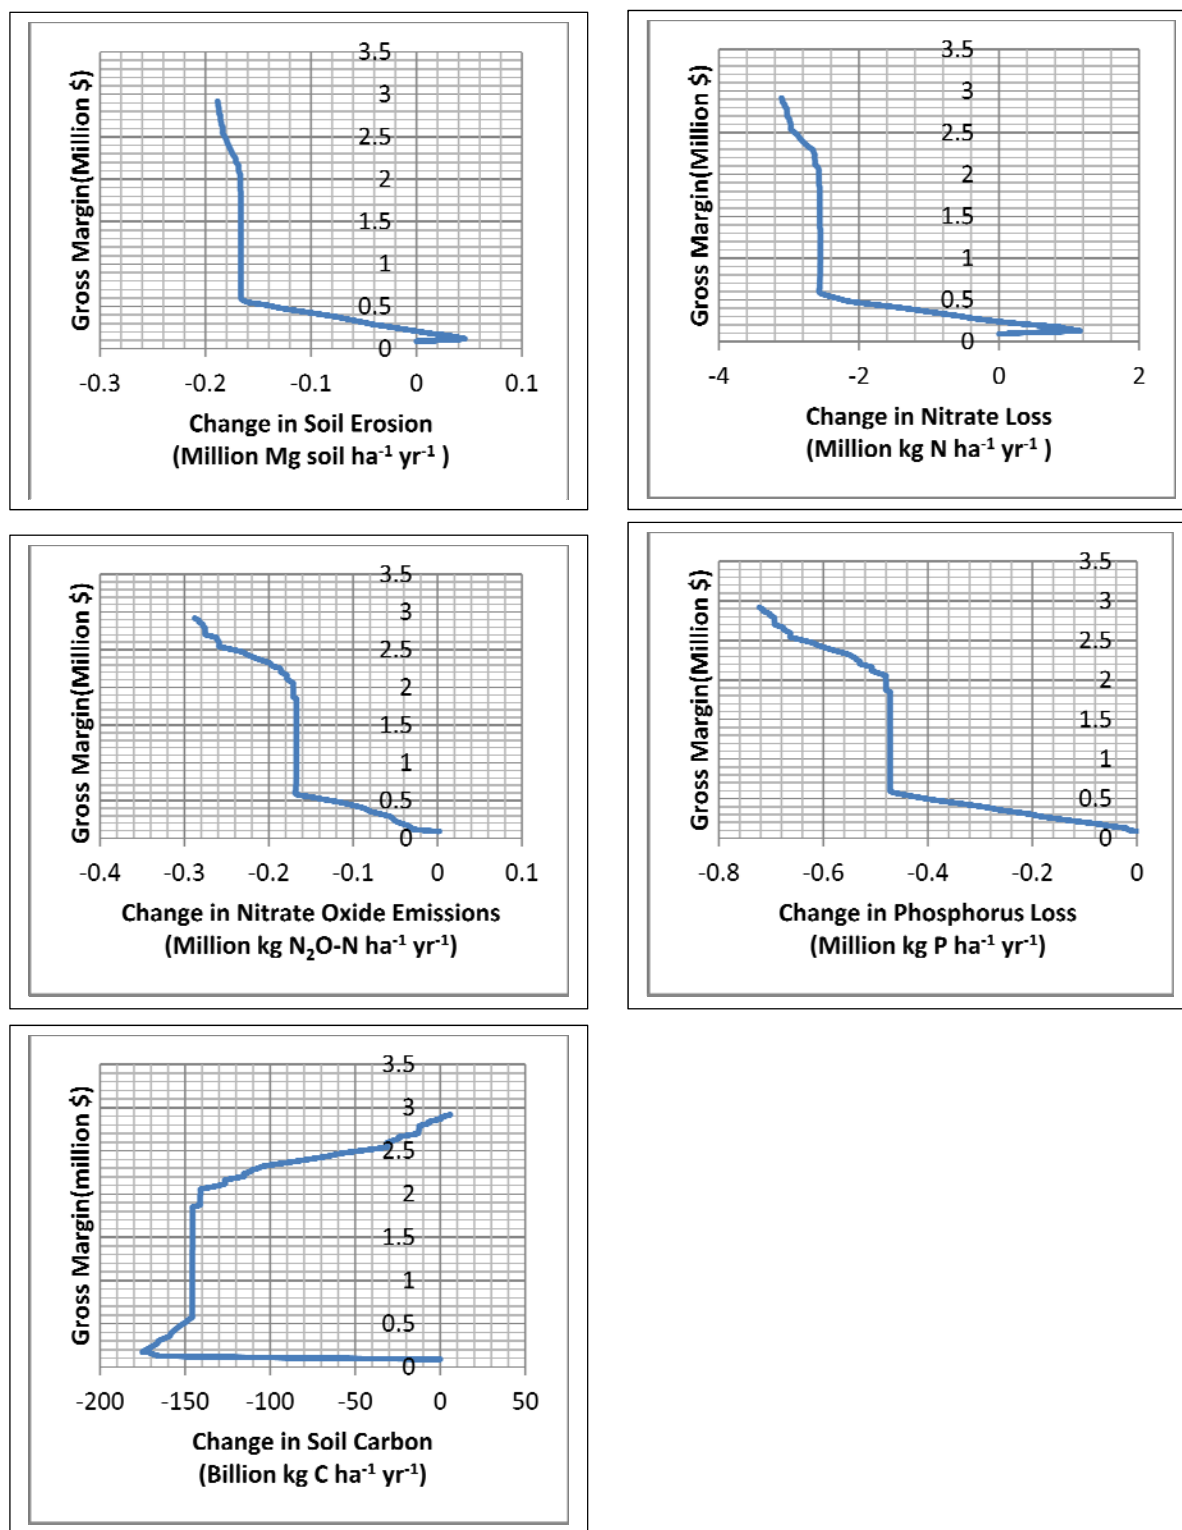 Gross Margin(Million $)
3.5
3
2.5
2
1.5
1
0.5
0
-0.3 -0.2 -0.1 0 0.1
Change in Soil Erosion
(Million Mg soil ha⁻¹ yr⁻¹ )
Gross Margin(Million $)
3.5
3
2.5
2
1.5
1
0.5
0
-4 -2 0 2
Change in Nitrate Loss
(Million kg N ha⁻¹ yr⁻¹ )
Gross Margin(Million $)
3.5
3
2.5
2
1.5
1
0.5
0
-0.4 -0.3 -0.2 -0.1 0 0.1
Change in Nitrate Oxide Emissions
(Million kg N₂O-N ha⁻¹ yr⁻¹)
Gross Margin(Million $)
3.5
3
2.5
2
1.5
1
0.5
0
-0.8 -0.6 -0.4 -0.2 0
Change in Phosphorus Loss
(Million kg P ha⁻¹ yr⁻¹)
Gross Margin(million $)
3.5
3
2.5
2
1.5
1
0.5
0
-200 -150 -100 -50 0 50
Change in Soil Carbon
(Billion kg C ha⁻¹ yr⁻¹)